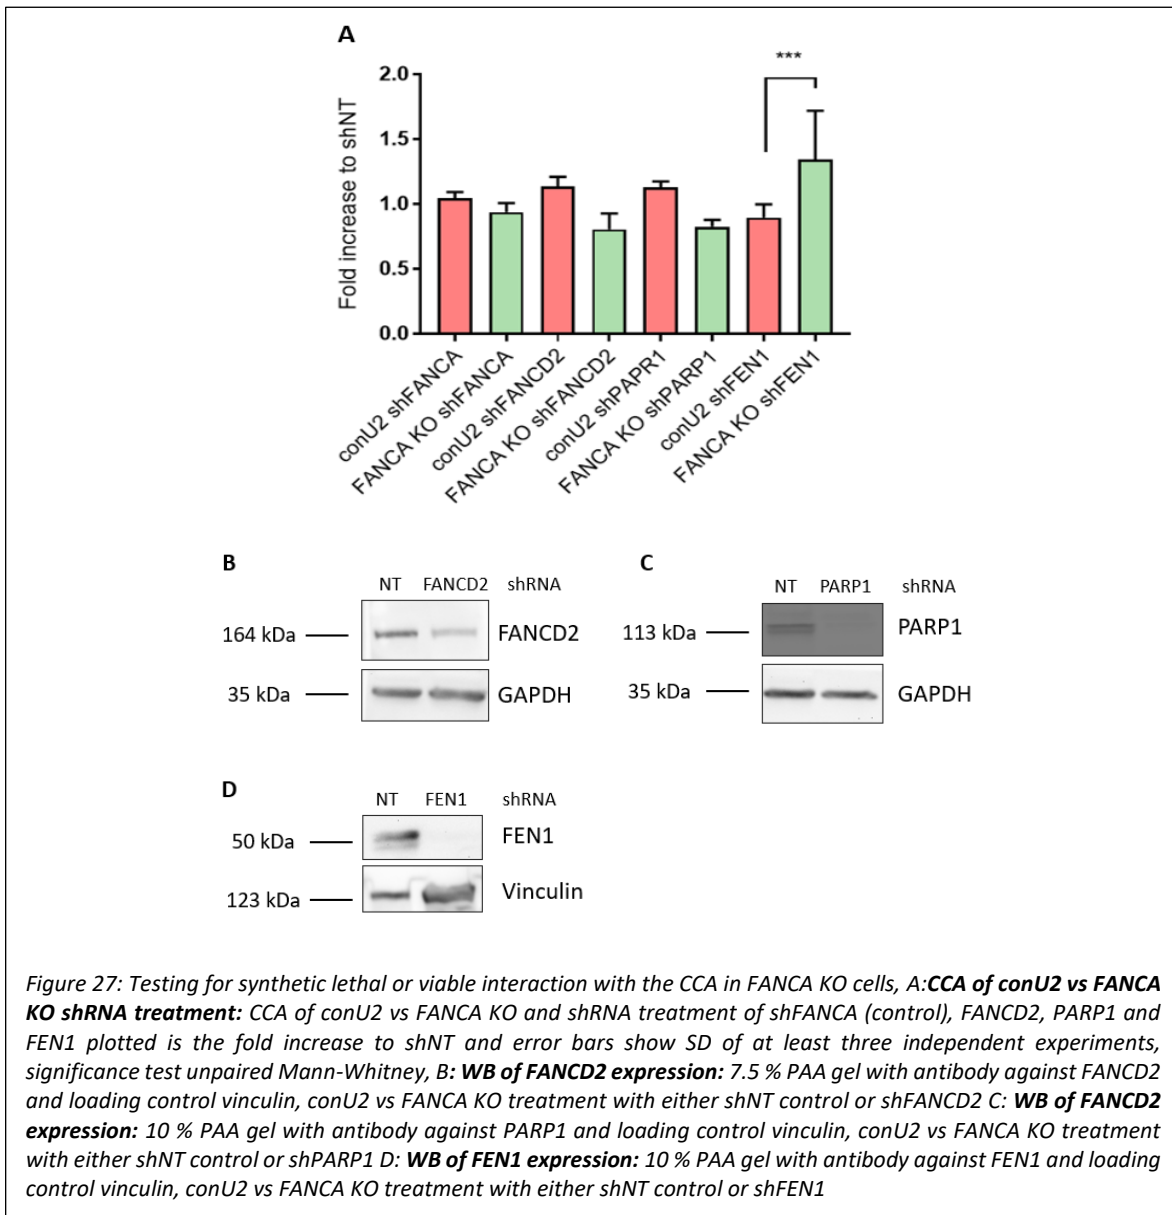 A
***
2.0
1.5
1.0
0.5
0.0
Fold increase to shNT
conU2 shFANCA
FANCA KO shFANCA
conU2 shFANCD2
FANCA KO shFANCD2
conU2 shPAPR1
FANCA KO shPARP1
conU2 shFEN1
FANCA KO shFEN1
B
NT FANCD2 shRNA
164 kDa FANCD2
35 kDa GAPDH
C
NT PARP1 shRNA
113 kDa PARP1
35 kDa GAPDH
D
NT FEN1 shRNA
50 kDa FEN1
123 kDa Vinculin
Figure 27: Testing for synthetic lethal or viable interaction with the CCA in FANCA KO cells, A:CCA of conU2 vs FANCA
KO shRNA treatment: CCA of conU2 vs FANCA KO and shRNA treatment of shFANCA (control), FANCD2, PARP1 and
FEN1 plotted is the fold increase to shNT and error bars show SD of at least three independent experiments,
significance test unpaired Mann-Whitney, B: WB of FANCD2 expression: 7.5 % PAA gel with antibody against FANCD2
and loading control vinculin, conU2 vs FANCA KO treatment with either shNT control or shFANCD2 C: WB of FANCD2
expression: 10 % PAA gel with antibody against PARP1 and loading control vinculin, conU2 vs FANCA KO treatment
with either shNT control or shPARP1 D: WB of FEN1 expression: 10 % PAA gel with antibody against FEN1 and loading
control vinculin, conU2 vs FANCA KO treatment with either shNT control or shFEN1